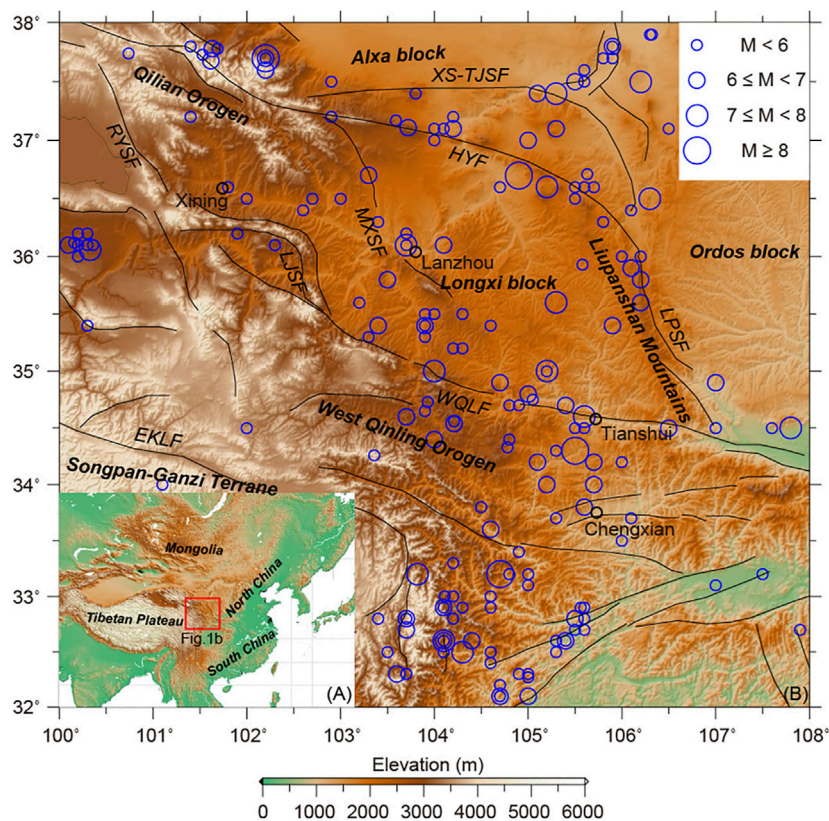 38°
37°
36°
35°
34°
33°
32°
Alxa block
XS-TJSF
Qilian Orogen
RYSF
HYF
Xining
MXSF
Lanzhou
Longxi block
Ordos block
LJSF
Liupanshan Mountains
LPSF
WQLF
West Qinling Orogen
Tianshui
EKLF
Songpan-Ganzi Terrane
Chengxian
M < 6
6 ≤ M < 7
7 ≤ M < 8
M ≥ 8
Mongolia
North China
Tibetan Plateau
Fig.1b
South China
(A)
(B)
100° 101° 102° 103° 104° 105° 106° 107° 108°
Elevation (m)
0 1000 2000 3000 4000 5000 6000